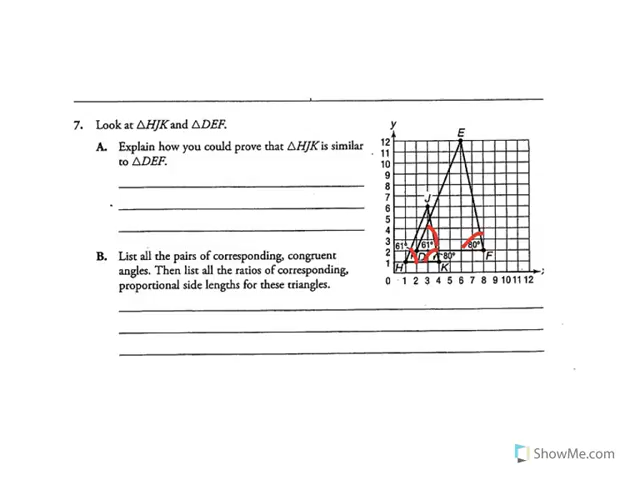 7. Look at △HJK and △DEF.
A. Explain how you could prove that △HJK is similar
to △DEF.
B. List all the pairs of corresponding, congruent
angles. Then list all the ratios of corresponding,
proportional side lengths for these triangles.
y
E
12
11
10
9
8
7
6
5
4
3
2
1
J
61° 61° 80°
D F
80°
H K
0 1 2 3 4 5 6 7 8 9 10 11 12
ShowMe.com